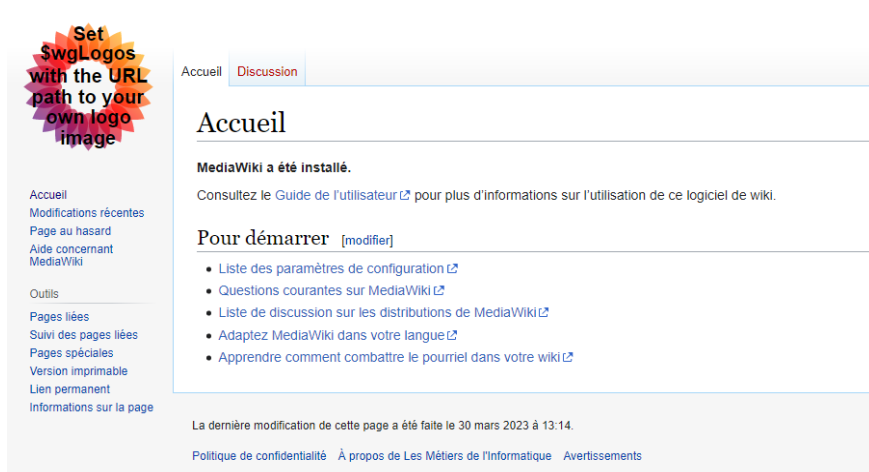 Set
$wgLogos
with the URL
path to your
own logo
image
Accueil
Modifications récentes
Page au hasard
Aide concernant
MediaWiki
Outils
Pages liées
Suivi des pages liées
Pages spéciales
Version imprimable
Lien permanent
Informations sur la page
Accueil Discussion
Accueil
MediaWiki a été installé.
Consultez le Guide de l’utilisateur pour plus d’informations sur l’utilisation de ce logiciel de wiki.
Pour démarrer [modifier]
Liste des paramètres de configuration
Questions courantes sur MediaWiki
Liste de discussion sur les distributions de MediaWiki
Adaptez MediaWiki dans votre langue
Apprendre comment combattre le pourriel dans votre wiki
La dernière modification de cette page a été faite le 30 mars 2023 à 13:14.
Politique de confidentialité À propos de Les Métiers de l'Informatique Avertissements